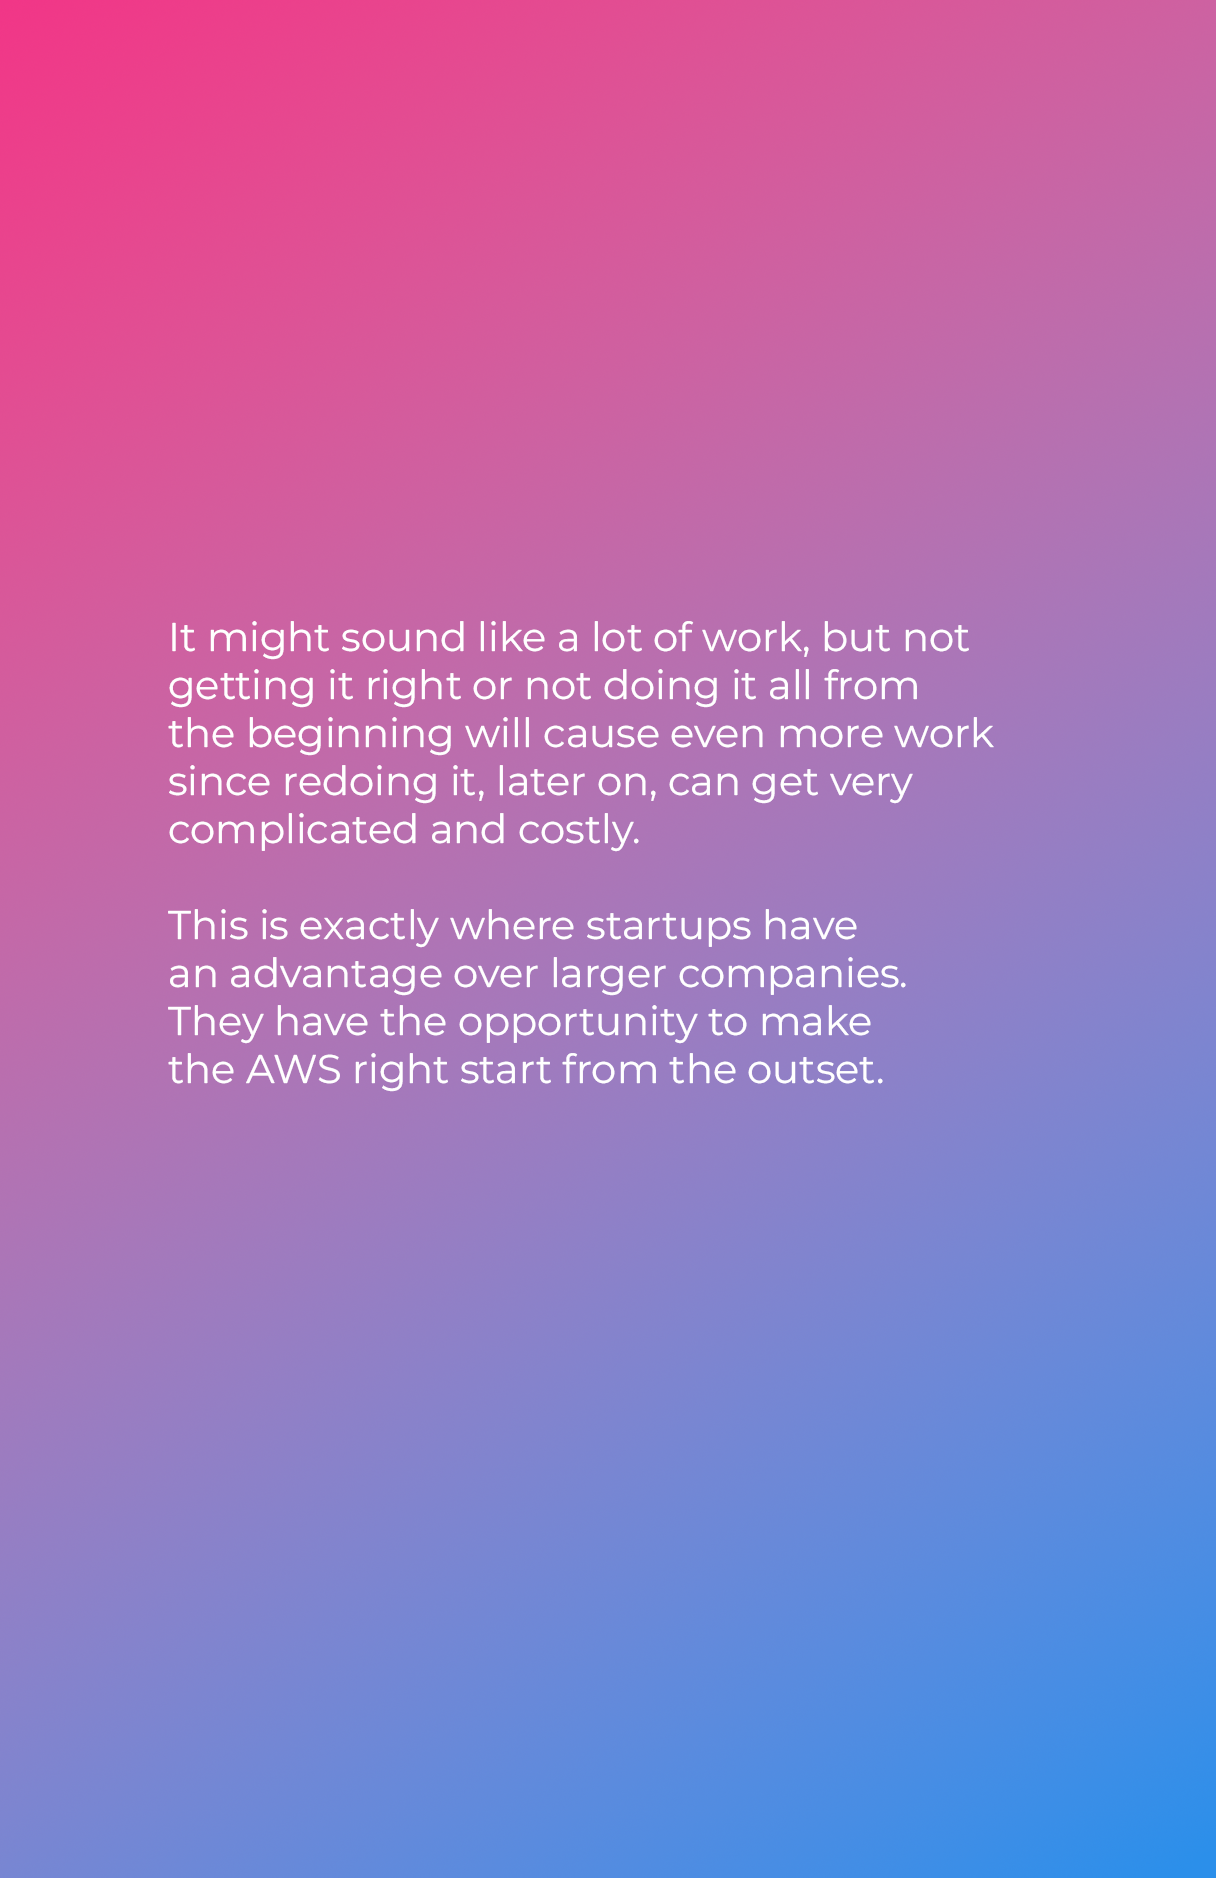 It might sound like a lot of work, but not
getting it right or not doing it all from
the beginning will cause even more work
since redoing it, later on, can get very
complicated and costly.
This is exactly where startups have
an advantage over larger companies.
They have the opportunity to make
the AWS right start from the outset.